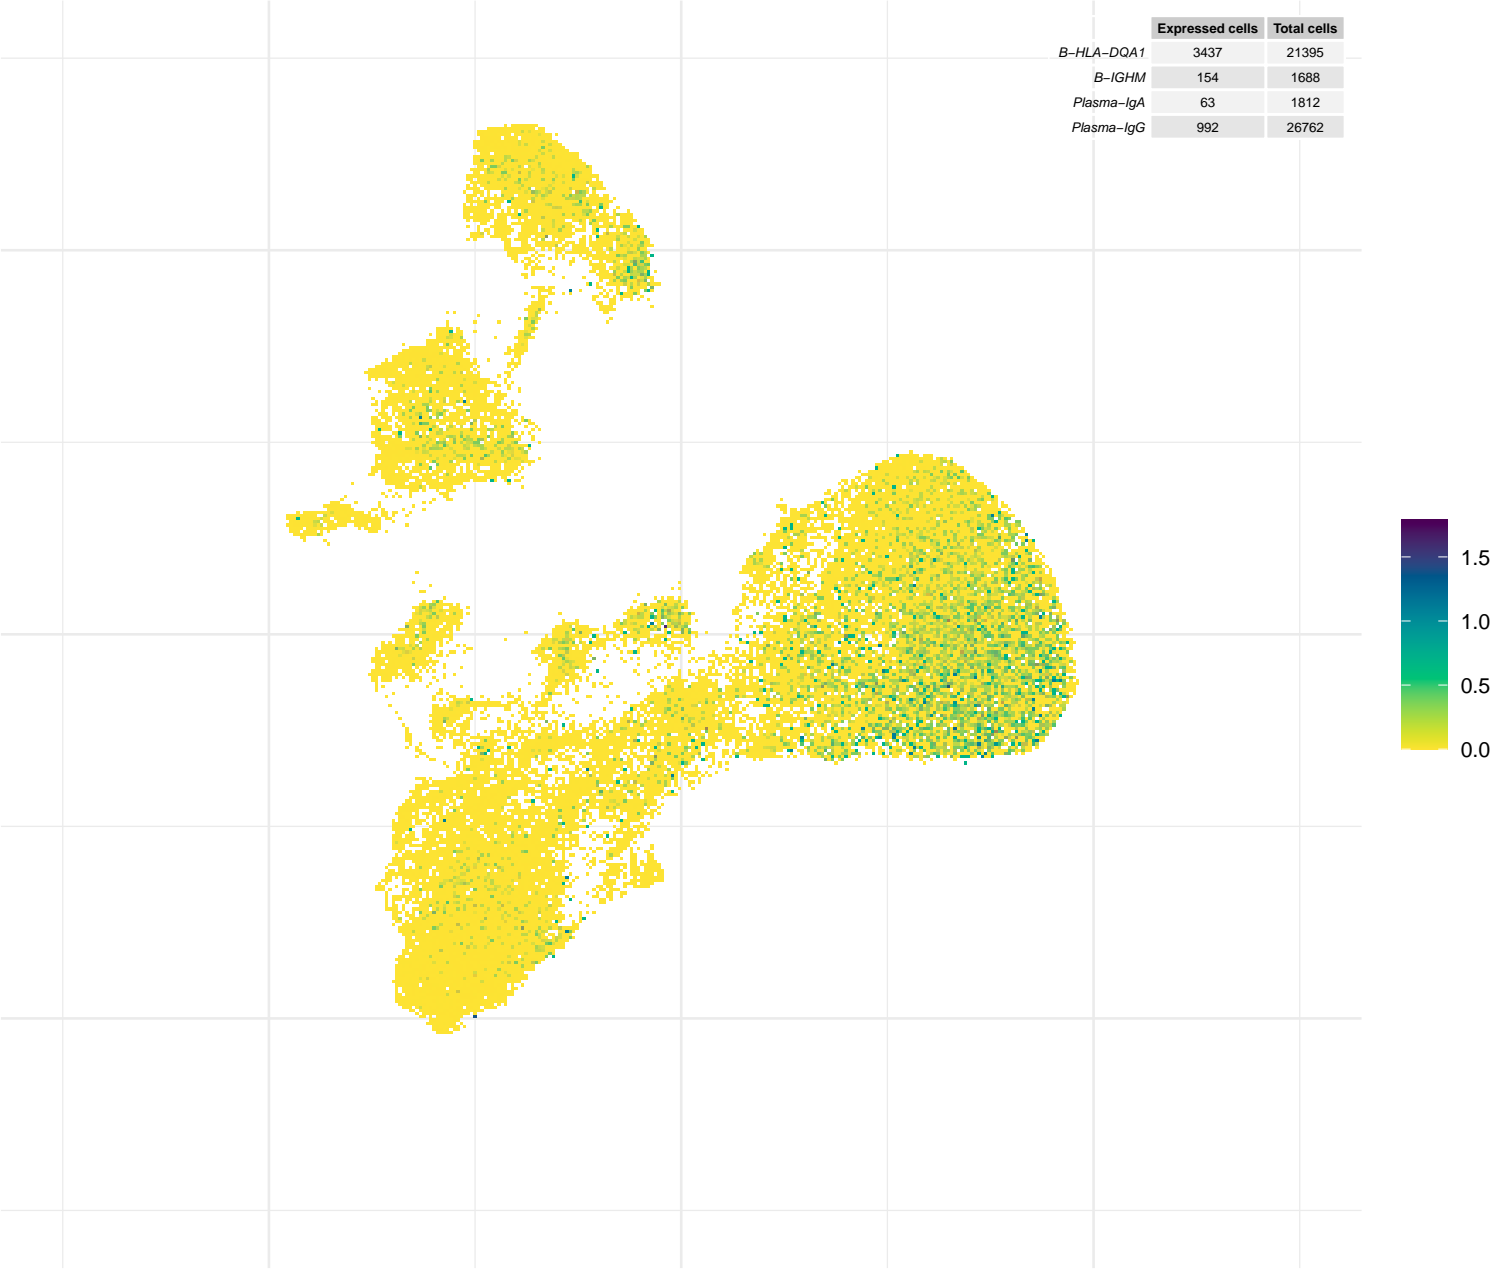 Expressed cells Total cells
B−HLA−DQA1 3437 21395
B−IGHM 154 1688
Plasma−IgA 63 1812
Plasma−IgG 992 26762
1.5
1.0
0.5
0.0